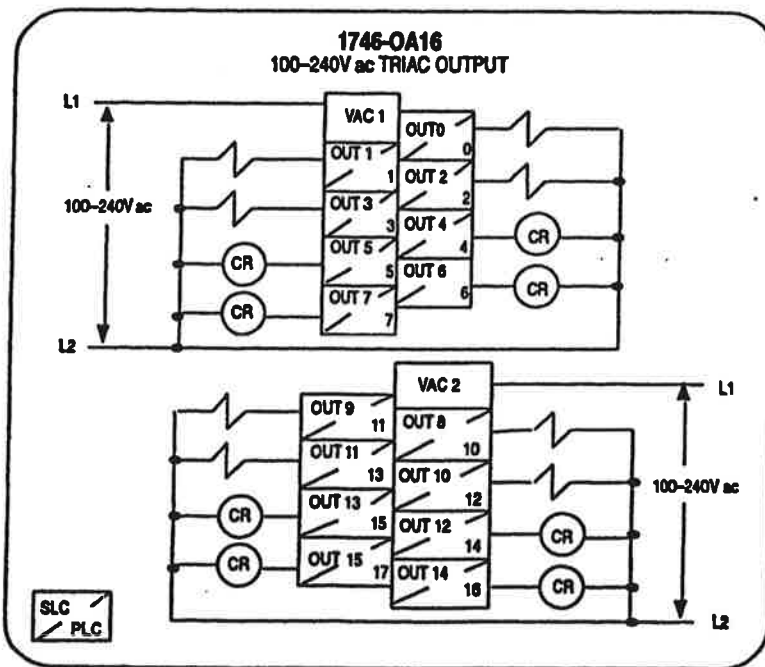 1746-OA16
100–240V ac TRIAC OUTPUT
L1
VAC 1
OUT0
0
OUT 1
1
OUT 2
2
100–240V ac
OUT 3
3
OUT 4
4
CR
OUT 5
5
CR
OUT 6
6
CR
OUT 7
7
CR
L2
VAC 2
L1
OUT 9
11
OUT 8
10
OUT 11
13
OUT 10
12
100–240V ac
CR
OUT 13
15
OUT 12
14
CR
CR
OUT 15
17
OUT 14
16
CR
SLC
PLC
L2